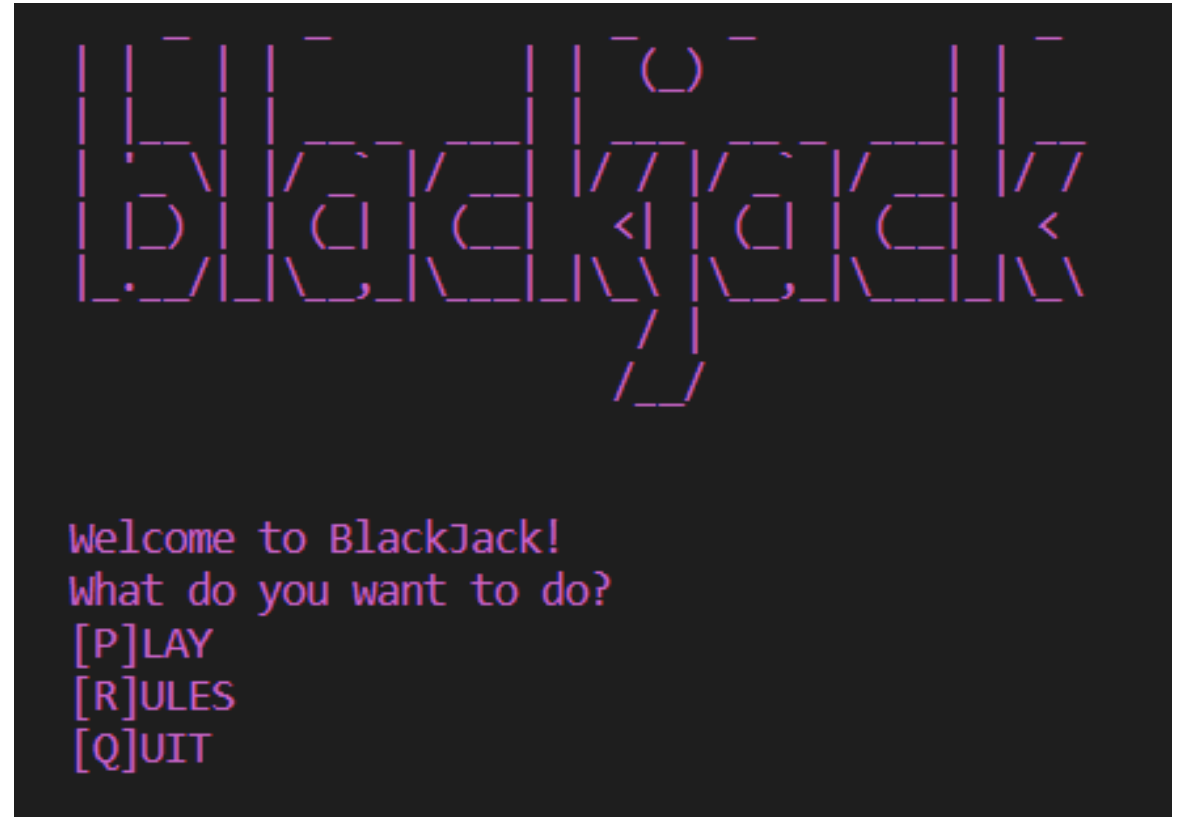 blackjack
Welcome to BlackJack!
What do you want to do?
[P]LAY
[R]ULES
[Q]UIT